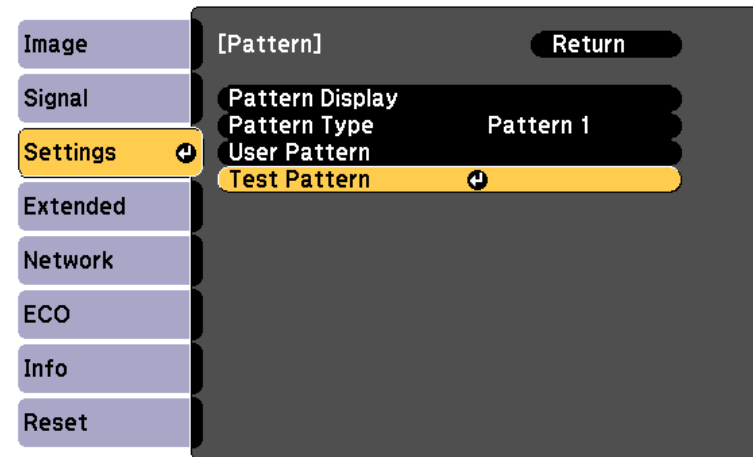 Image
Signal
Settings
Extended
Network
ECO
Info
Reset
[Pattern] Return
Pattern Display
Pattern Type Pattern 1
User Pattern
Test Pattern